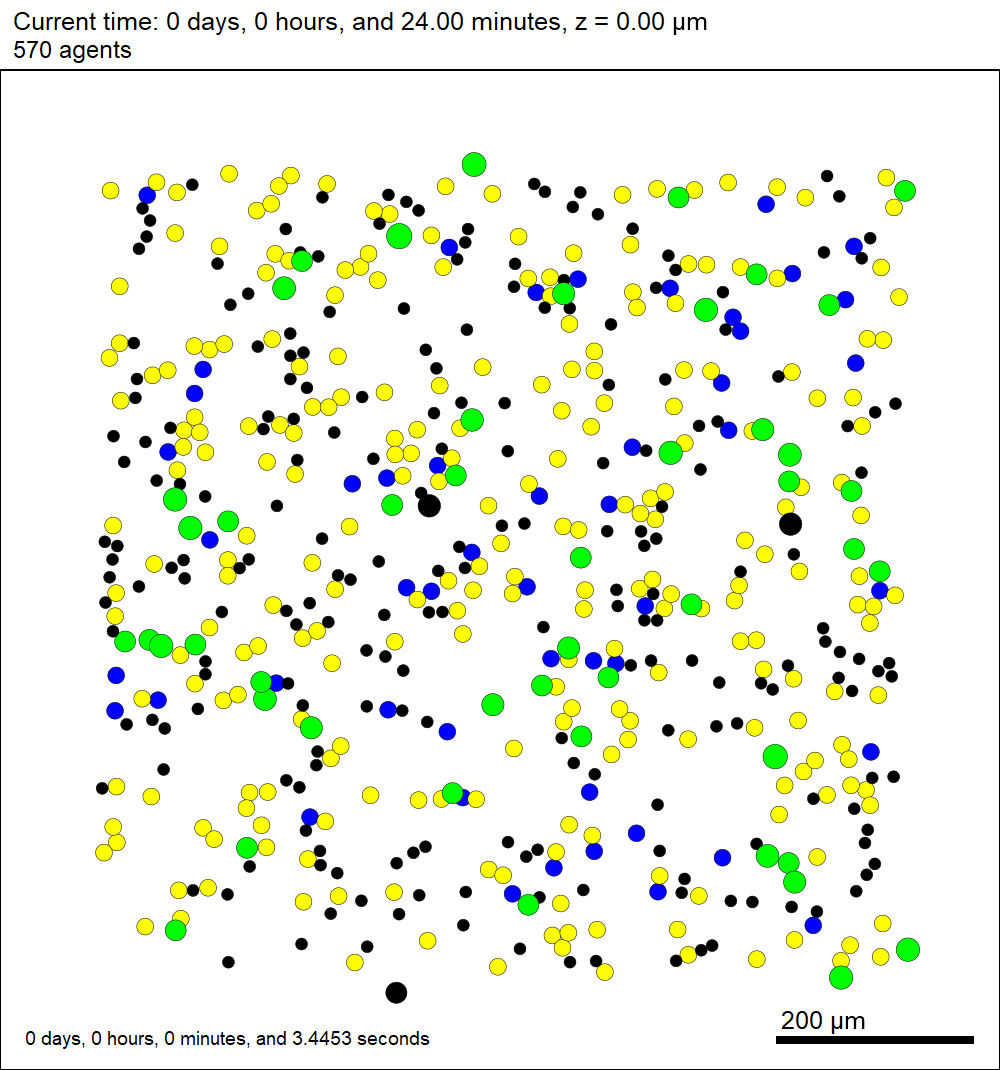 Current time: 0 days, 0 hours, and 24.00 minutes, z = 0.00 µm
570 agents
200 µm
0 days, 0 hours, 0 minutes, and 3.4453 seconds